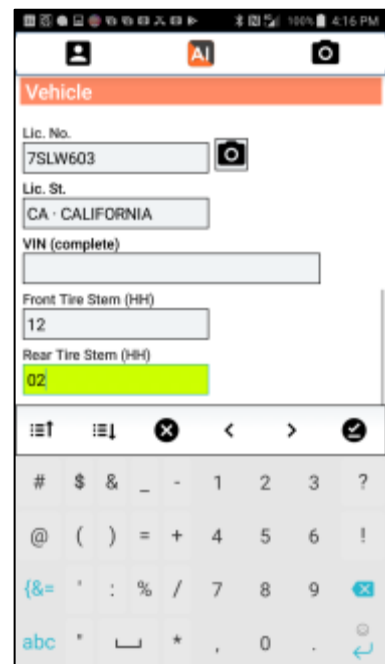 100% 4:16 PM
AI
Vehicle
Lic. No.
7SLW603
Lic. St.
CA · CALIFORNIA
VIN (complete)
Front Tire Stem (HH)
12
Rear Tire Stem (HH)
02
# $ & _ - 1 2 3 ?
@ ( ) = + 4 5 6 !
{&= ' : % / 7 8 9
abc " * , 0 .